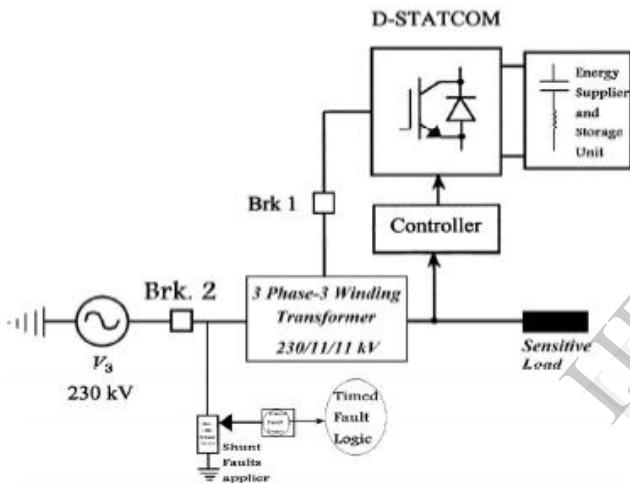 D-STATCOM
Energy
Supplier
and
Storage
Unit
Brk 1
Controller
Brk. 2
3 Phase-3 Winding
Transformer
230/11/11 kV
V3
230 kV
Sensitive
Load
Timed
Fault
Logic
Shunt
Faults
applier